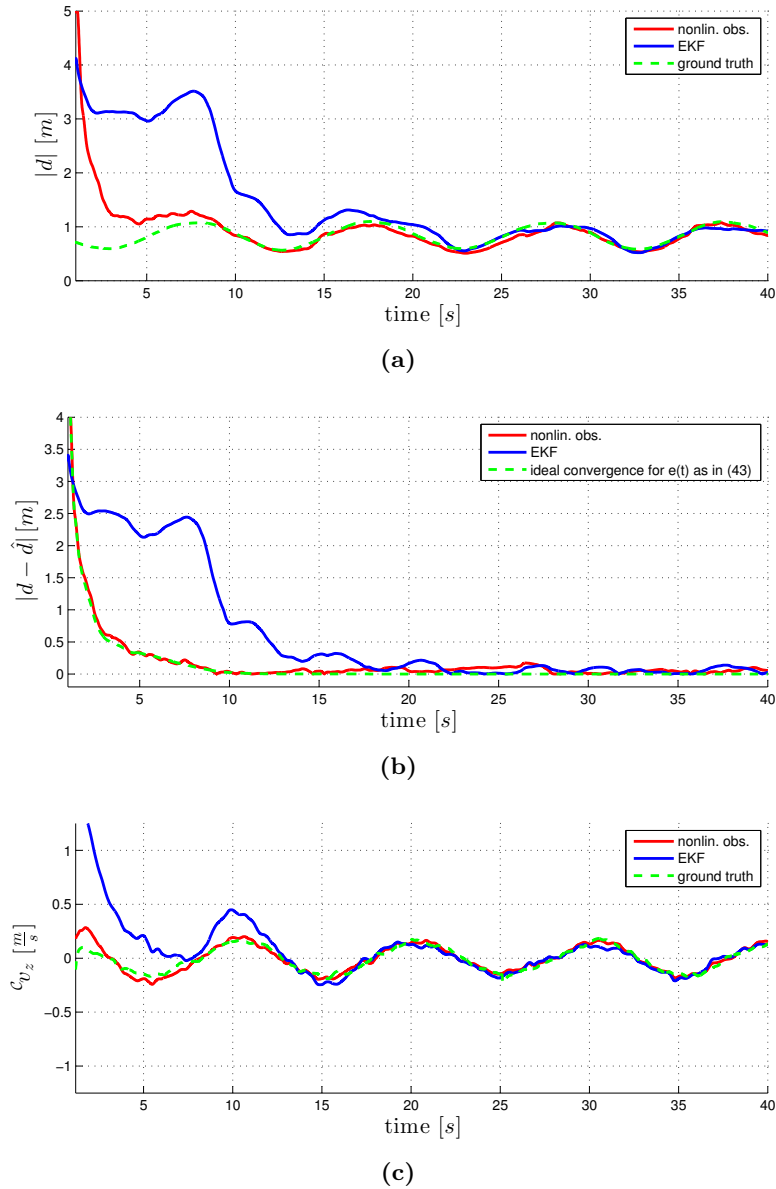 5
4
3
2
1
0
|d| [m]
nonlin. obs.
EKF
ground truth
5 10 15 20 25 30 35 40
time [s]
(a)
4
3.5
3
2.5
2
1.5
1
0.5
0
|d − d̂| [m]
nonlin. obs.
EKF
ideal convergence for e(t) as in (43)
5 10 15 20 25 30 35 40
time [s]
(b)
1
0.5
0
−0.5
−1
𝒞v_z [m/s]
nonlin. obs.
EKF
ground truth
5 10 15 20 25 30 35 40
time [s]
(c)